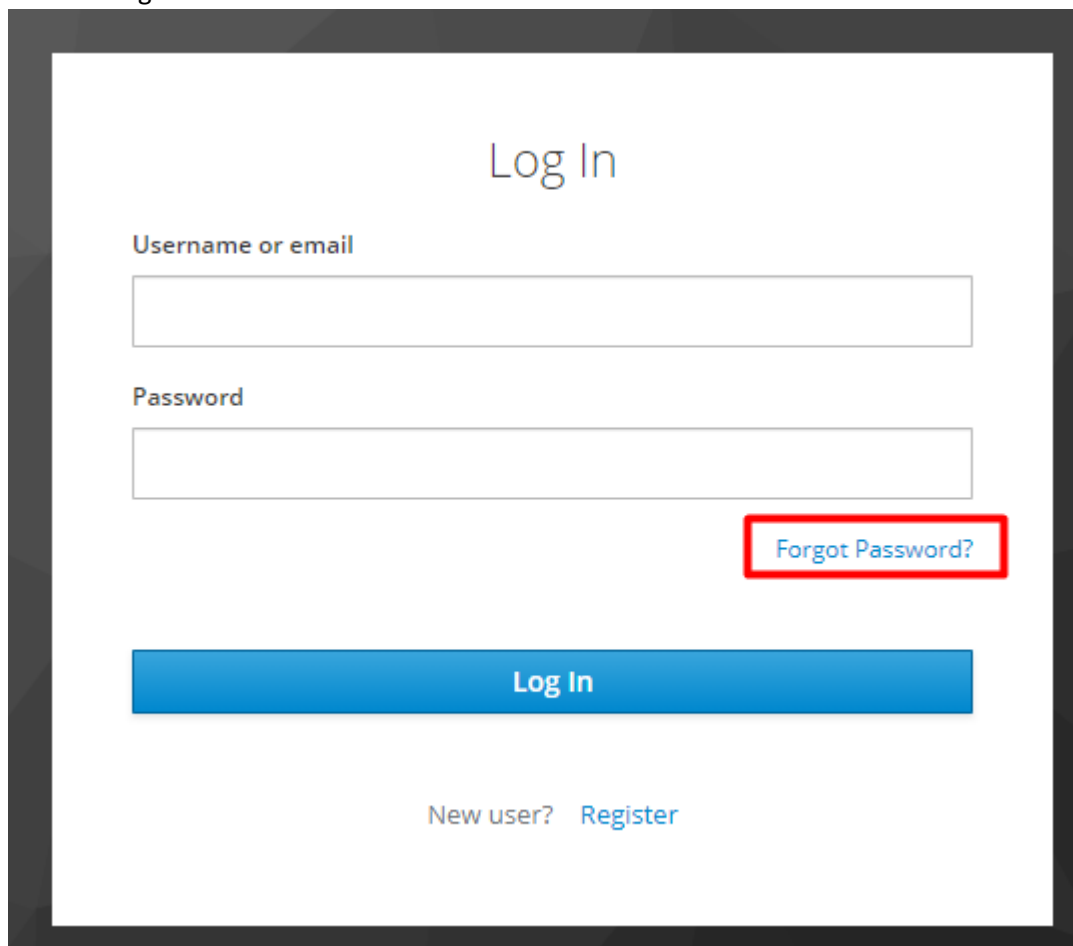 Log In
Username or email
Password
Forgot Password?
Log In
New user? Register